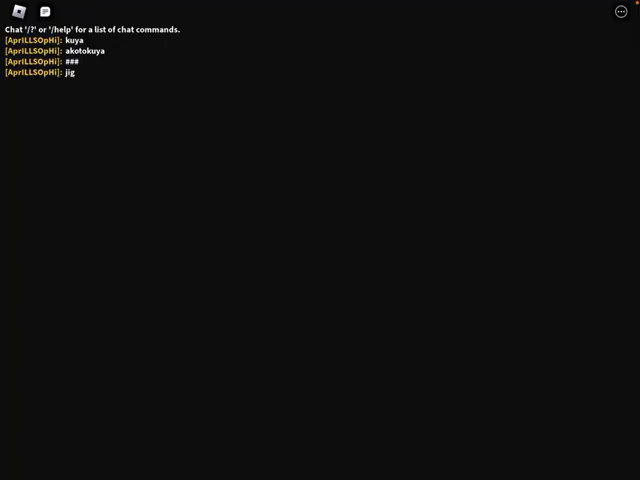 Chat '/?' or '/help' for a list of chat commands.
[AprILLSOpHi]: kuya
[AprILLSOpHi]: akotokuya
[AprILLSOpHi]: ###
[AprILLSOpHi]: jig